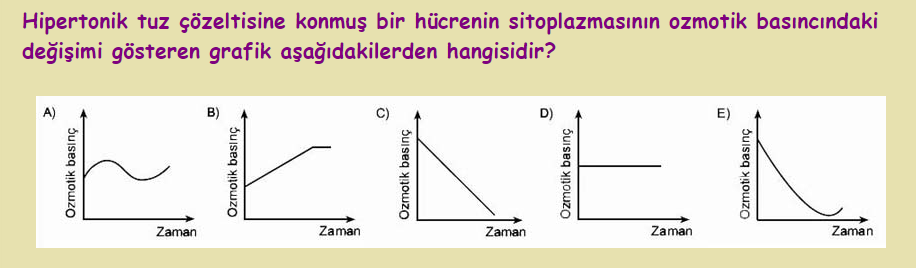 Hipertonik tuz çözeltisine konmuş bir hücrenin sitoplazmasının ozmotik basıncındaki
değişimi gösteren grafik aşağıdakilerden hangisidir?
A) B) C) D) E)
Ozmotik basınç Ozmotik basınç Ozmotik basınç Ozmotik basınç Ozmotik basınç
Zaman Zaman Zaman Zaman Zaman